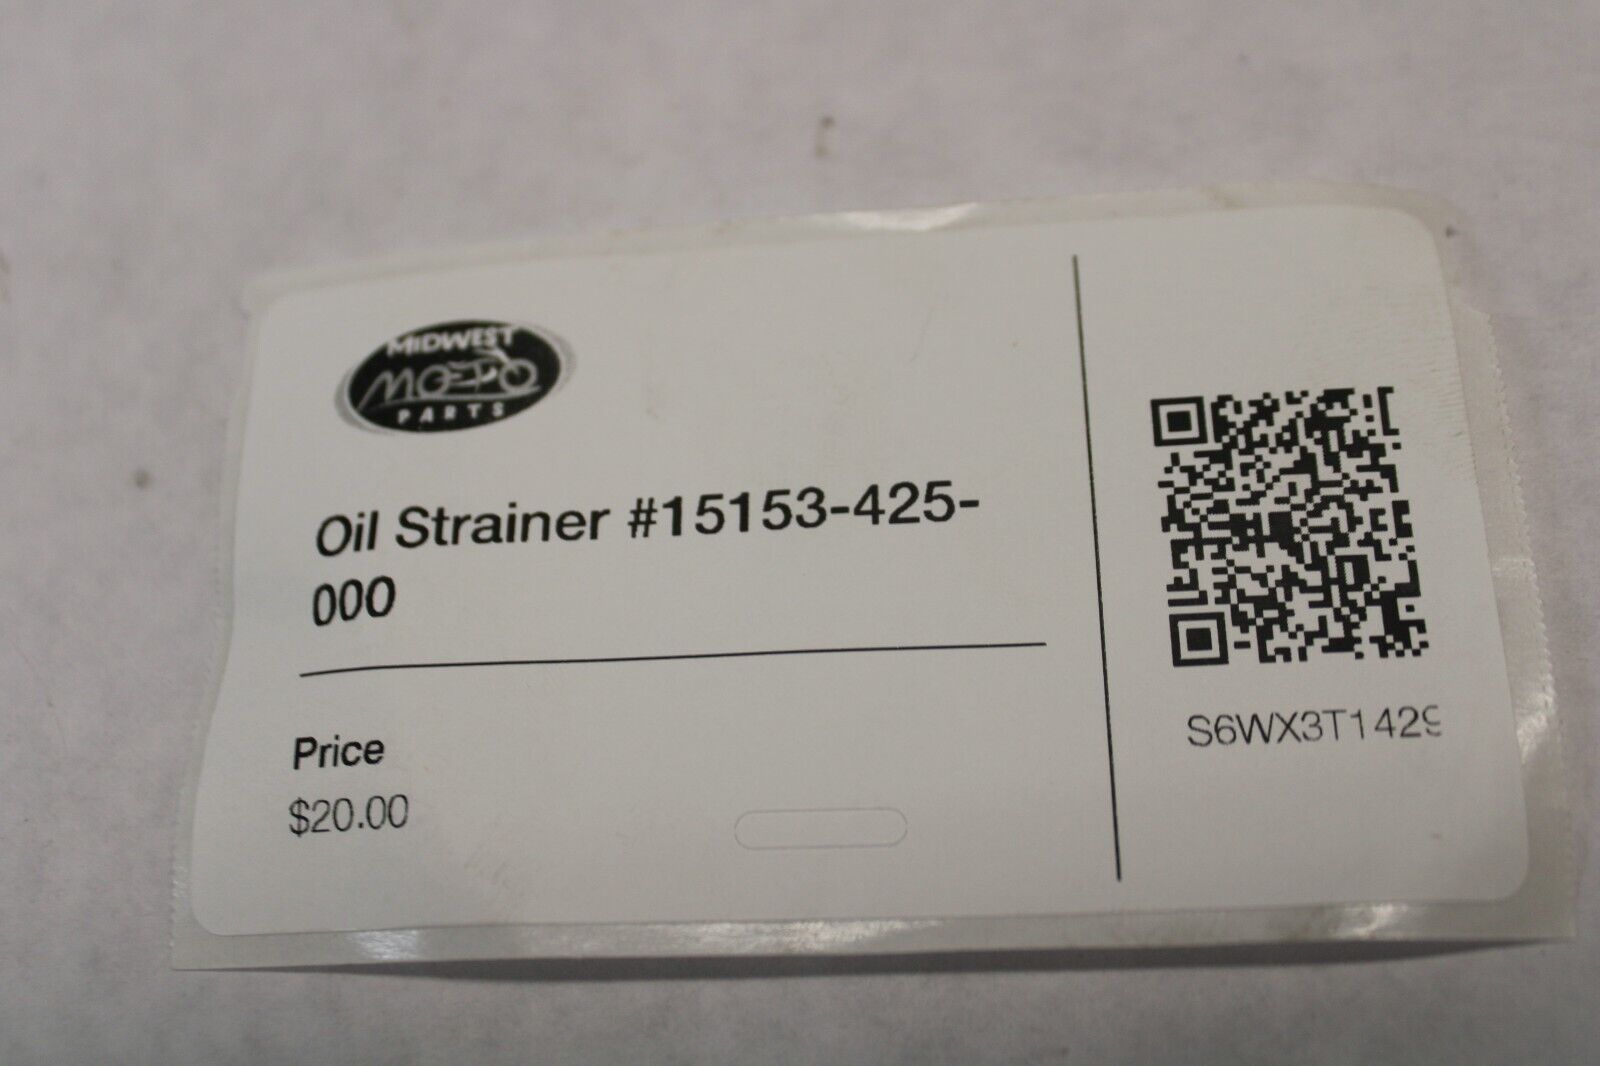 MIDWEST
MOTO
PARTS
Oil Strainer #15153-425-
000
Price
$20.00
S6WX3T1429